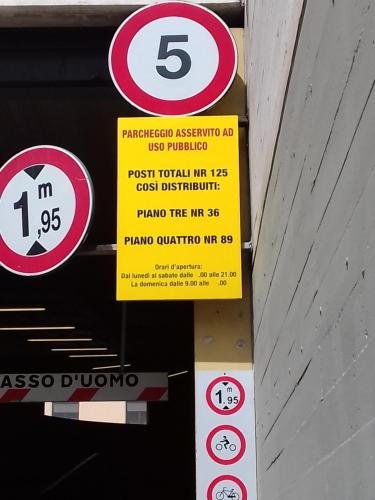 5
PARCHEGGIO ASSERVITO AD
USO PUBBLICO
POSTI TOTALI NR 125
COSÌ DISTRIBUITI:
PIANO TRE NR 36
PIANO QUATTRO NR 89
Orari d'apertura:
Dal lunedì al sabato dalle .00 alle 21.00
La domenica dalle 9.00 alle .00
m
1,95
ASSO D'UOMO
m
1.95